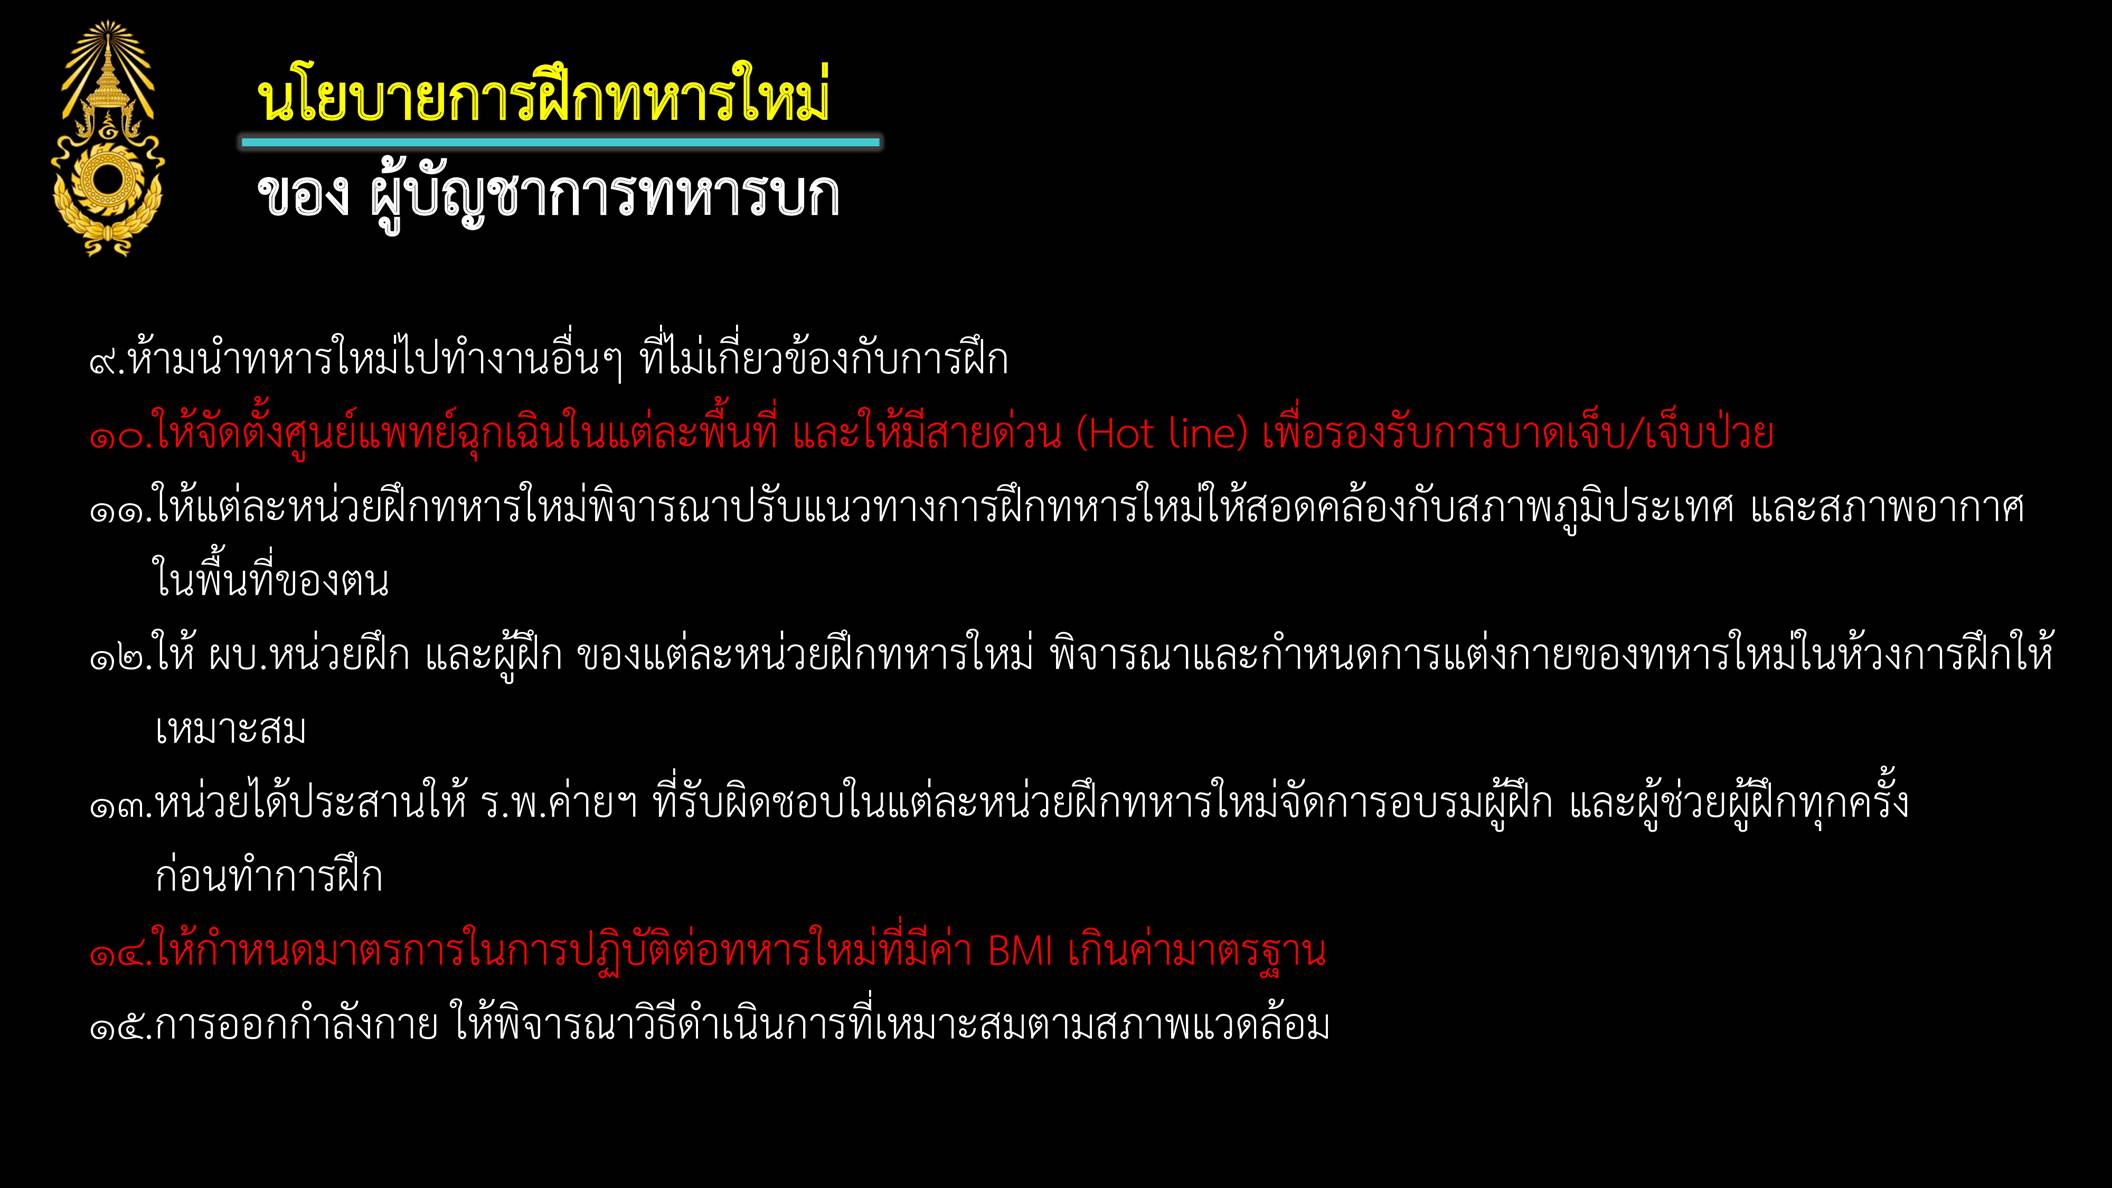 นโยบายการฝึกทหารใหม่
ของ ผู้บัญชาการทหารบก
๙.ห้ามนำทหารใหม่ไปทำงานอื่นๆ ที่ไม่เกี่ยวข้องกับการฝึก
๑๐.ให้จัดตั้งศูนย์แพทย์ฉุกเฉินในแต่ละพื้นที่ และให้มีสายด่วน (Hot line) เพื่อรองรับการบาดเจ็บ/เจ็บป่วย
๑๑.ให้แต่ละหน่วยฝึกทหารใหม่พิจารณาปรับแนวทางการฝึกทหารใหม่ให้สอดคล้องกับสภาพภูมิประเทศ และสภาพอากาศ
ในพื้นที่ของตน
๑๒.ให้ ผบ.หน่วยฝึก และผู้ฝึก ของแต่ละหน่วยฝึกทหารใหม่ พิจารณาและกำหนดการแต่งกายของทหารใหม่ในห้วงการฝึกให้
เหมาะสม
๑๓.หน่วยได้ประสานให้ ร.พ.ค่ายฯ ที่รับผิดชอบในแต่ละหน่วยฝึกทหารใหม่จัดการอบรมผู้ฝึก และผู้ช่วยผู้ฝึกทุกครั้ง
ก่อนทำการฝึก
๑๔.ให้กำหนดมาตรการในการปฏิบัติต่อทหารใหม่ที่มีค่า BMI เกินค่ามาตรฐาน
๑๕.การออกกำลังกาย ให้พิจารณาวิธีดำเนินการที่เหมาะสมตามสภาพแวดล้อม